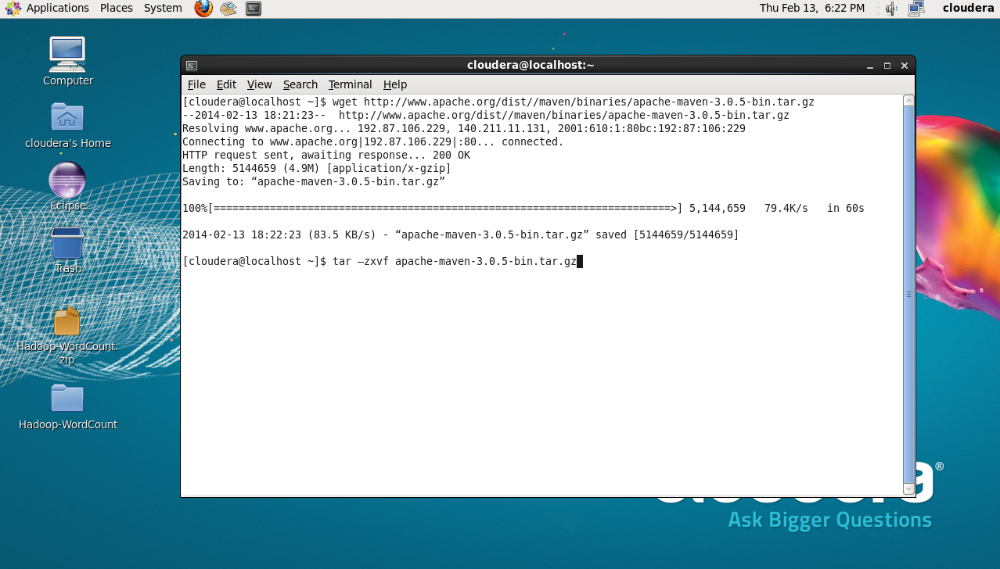 Applications Places System
Thu Feb 13, 6:22 PM cloudera
Computer
cloudera's Home
Eclipse
Trash
Hadoop-WordCount.
zip
Hadoop-WordCount
cloudera@localhost:~
File Edit View Search Terminal Help
[cloudera@localhost ~]$ wget http://www.apache.org/dist//maven/binaries/apache-maven-3.0.5-bin.tar.gz
--2014-02-13 18:21:23--  http://www.apache.org/dist//maven/binaries/apache-maven-3.0.5-bin.tar.gz
Resolving www.apache.org... 192.87.106.229, 140.211.11.131, 2001:610:1:80bc:192:87:106:229
Connecting to www.apache.org|192.87.106.229|:80... connected.
HTTP request sent, awaiting response... 200 OK
Length: 5144659 (4.9M) [application/x-gzip]
Saving to: “apache-maven-3.0.5-bin.tar.gz”
100%[=========================================================================>] 5,144,659   79.4K/s   in 60s
2014-02-13 18:22:23 (83.5 KB/s) - “apache-maven-3.0.5-bin.tar.gz” saved [5144659/5144659]
[cloudera@localhost ~]$ tar –zxvf apache-maven-3.0.5-bin.tar.gz
®
Ask Bigger Questions